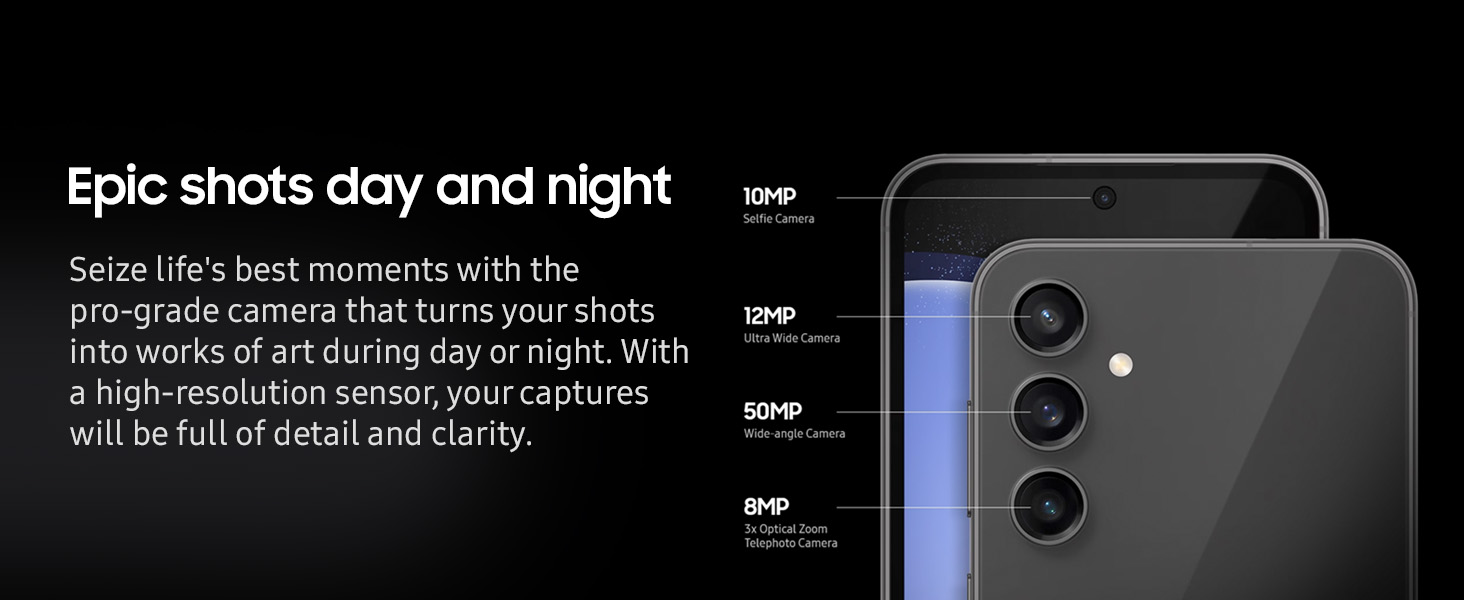 Epic shots day and night
Seize life's best moments with the
pro-grade camera that turns your shots
into works of art during day or night. With
a high-resolution sensor, your captures
will be full of detail and clarity.
10MP
Selfie Camera
12MP
Ultra Wide Camera
50MP
Wide-angle Camera
8MP
3x Optical Zoom
Telephoto Camera